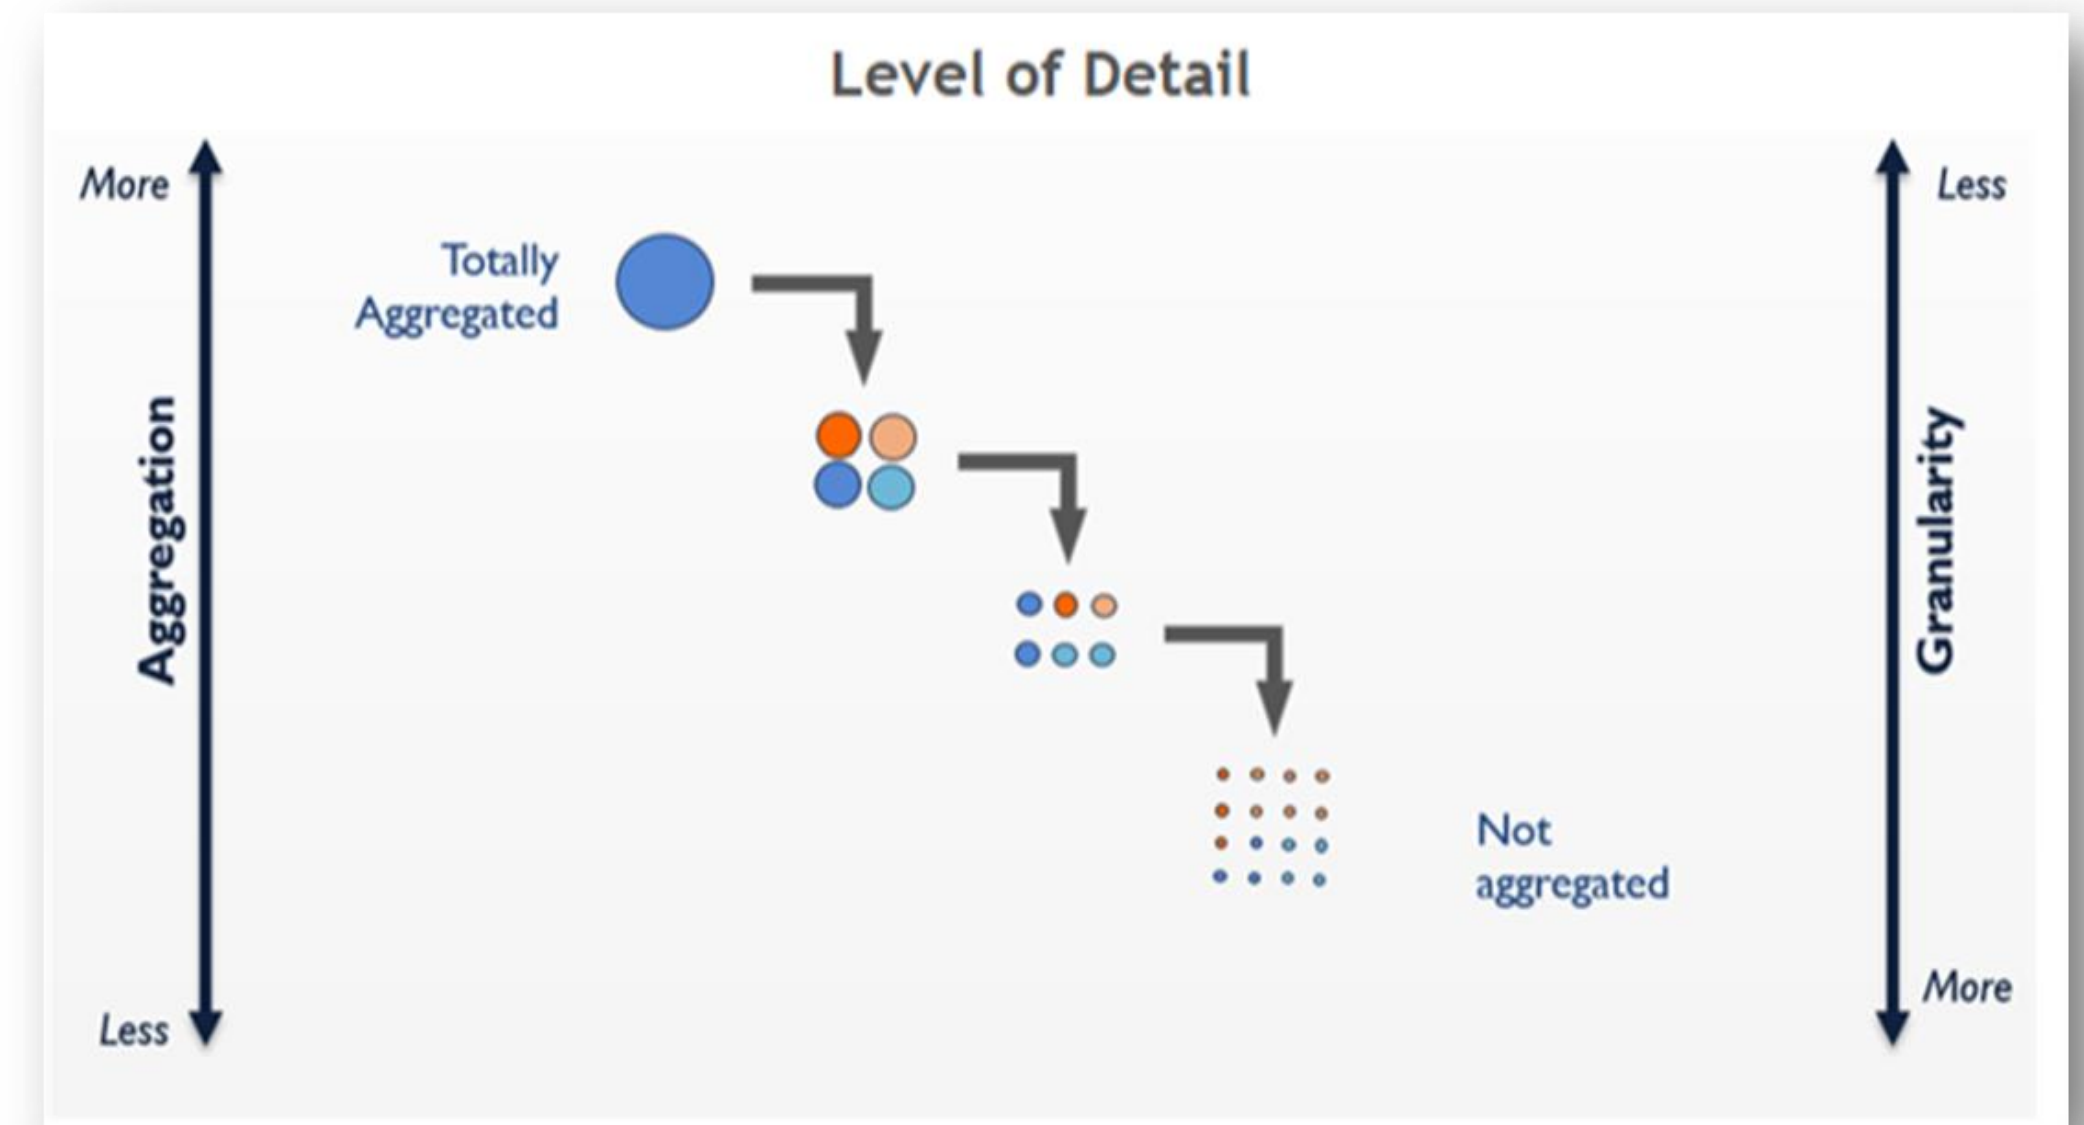 Level of Detail
More
Less
Totally
Aggregated
Aggregation
Granularity
Not
aggregated
More
Less